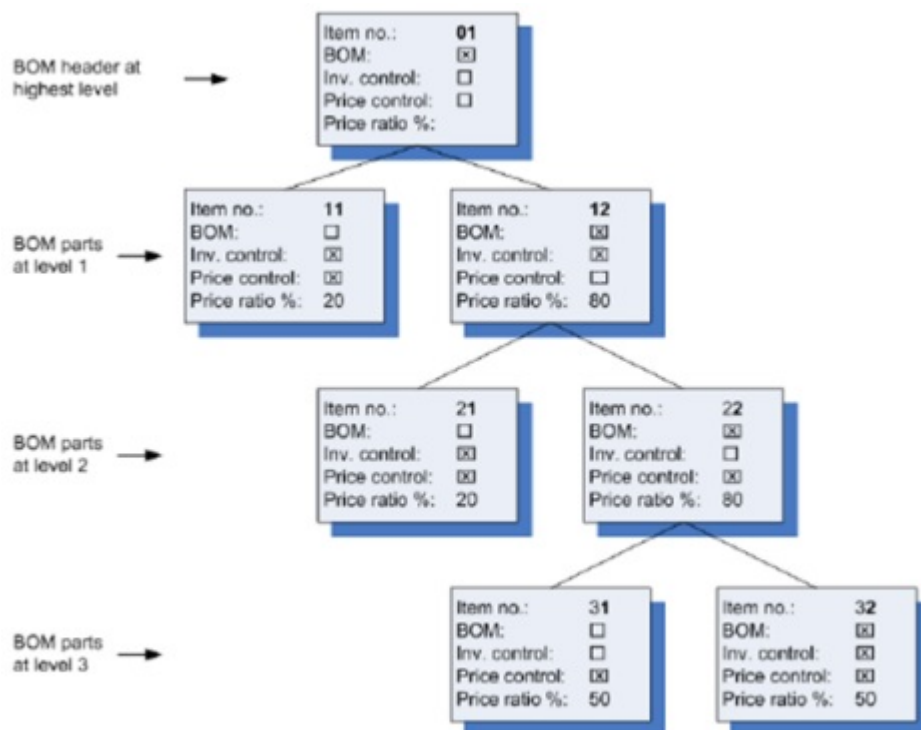 BOM header at
highest level
Item no.: 01
BOM: ☒
Inv. control: ☐
Price control: ☐
Price ratio %:
BOM parts
at level 1
Item no.: 11
BOM: ☐
Inv. control: ☒
Price control: ☒
Price ratio %: 20
Item no.: 12
BOM: ☒
Inv. control: ☒
Price control: ☐
Price ratio %: 80
BOM parts
at level 2
Item no.: 21
BOM: ☐
Inv. control: ☒
Price control: ☒
Price ratio %: 20
Item no.: 22
BOM: ☒
Inv. control: ☐
Price control: ☒
Price ratio %: 80
BOM parts
at level 3
Item no.: 31
BOM: ☐
Inv. control: ☐
Price control: ☒
Price ratio %: 50
Item no.: 32
BOM: ☒
Inv. control: ☒
Price control: ☒
Price ratio %: 50